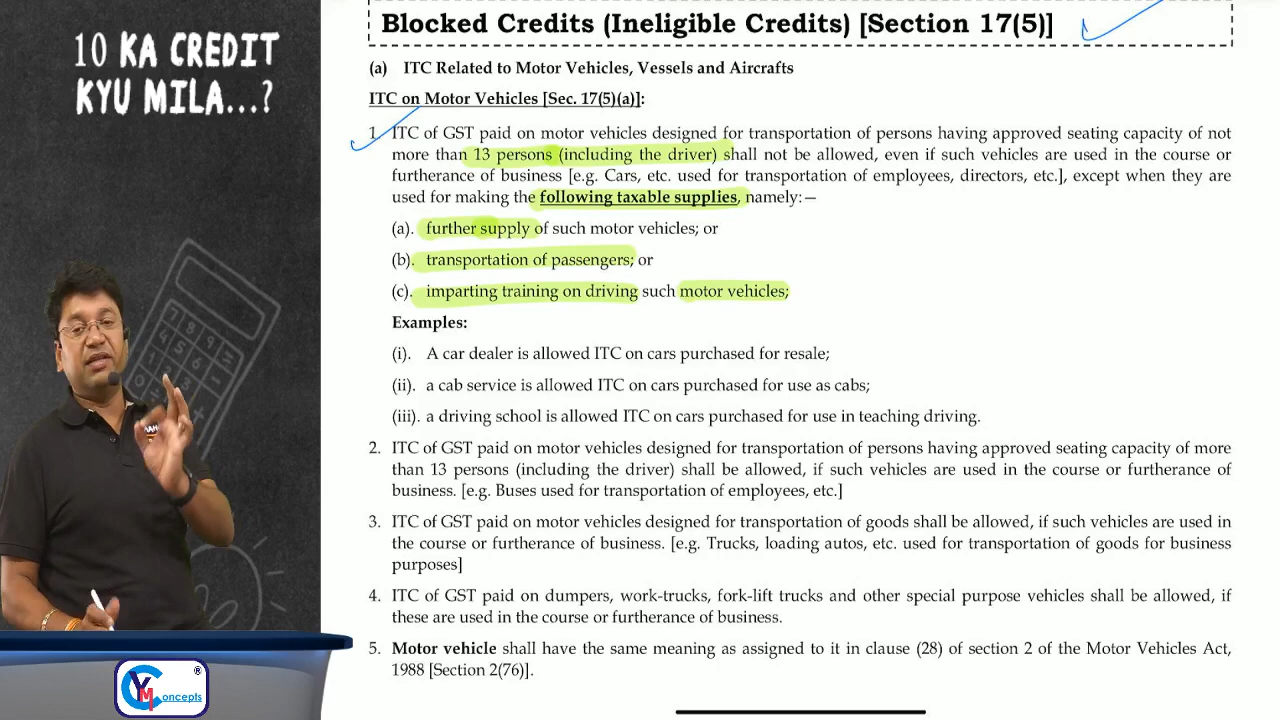 10 KA CREDIT
KYU MILA...?
Blocked Credits (Ineligible Credits) [Section 17(5)]
(a) ITC Related to Motor Vehicles, Vessels and Aircrafts
ITC on Motor Vehicles [Sec. 17(5)(a)]:
1. ITC of GST paid on motor vehicles designed for transportation of persons having approved seating capacity of not
more than 13 persons (including the driver) shall not be allowed, even if such vehicles are used in the course or
furtherance of business [e.g. Cars, etc. used for transportation of employees, directors, etc.], except when they are
used for making the following taxable supplies, namely:—
(a). further supply of such motor vehicles; or
(b). transportation of passengers; or
(c). imparting training on driving such motor vehicles;
Examples:
(i). A car dealer is allowed ITC on cars purchased for resale;
(ii). a cab service is allowed ITC on cars purchased for use as cabs;
(iii). a driving school is allowed ITC on cars purchased for use in teaching driving.
2. ITC of GST paid on motor vehicles designed for transportation of persons having approved seating capacity of more
than 13 persons (including the driver) shall be allowed, if such vehicles are used in the course or furtherance of
business. [e.g. Buses used for transportation of employees, etc.]
3. ITC of GST paid on motor vehicles designed for transportation of goods shall be allowed, if such vehicles are used in
the course or furtherance of business. [e.g. Trucks, loading autos, etc. used for transportation of goods for business
purposes]
4. ITC of GST paid on dumpers, work-trucks, fork-lift trucks and other special purpose vehicles shall be allowed, if
these are used in the course or furtherance of business.
5. Motor vehicle shall have the same meaning as assigned to it in clause (28) of section 2 of the Motor Vehicles Act,
1988 [Section 2(76)].
CYM
oncepts
®